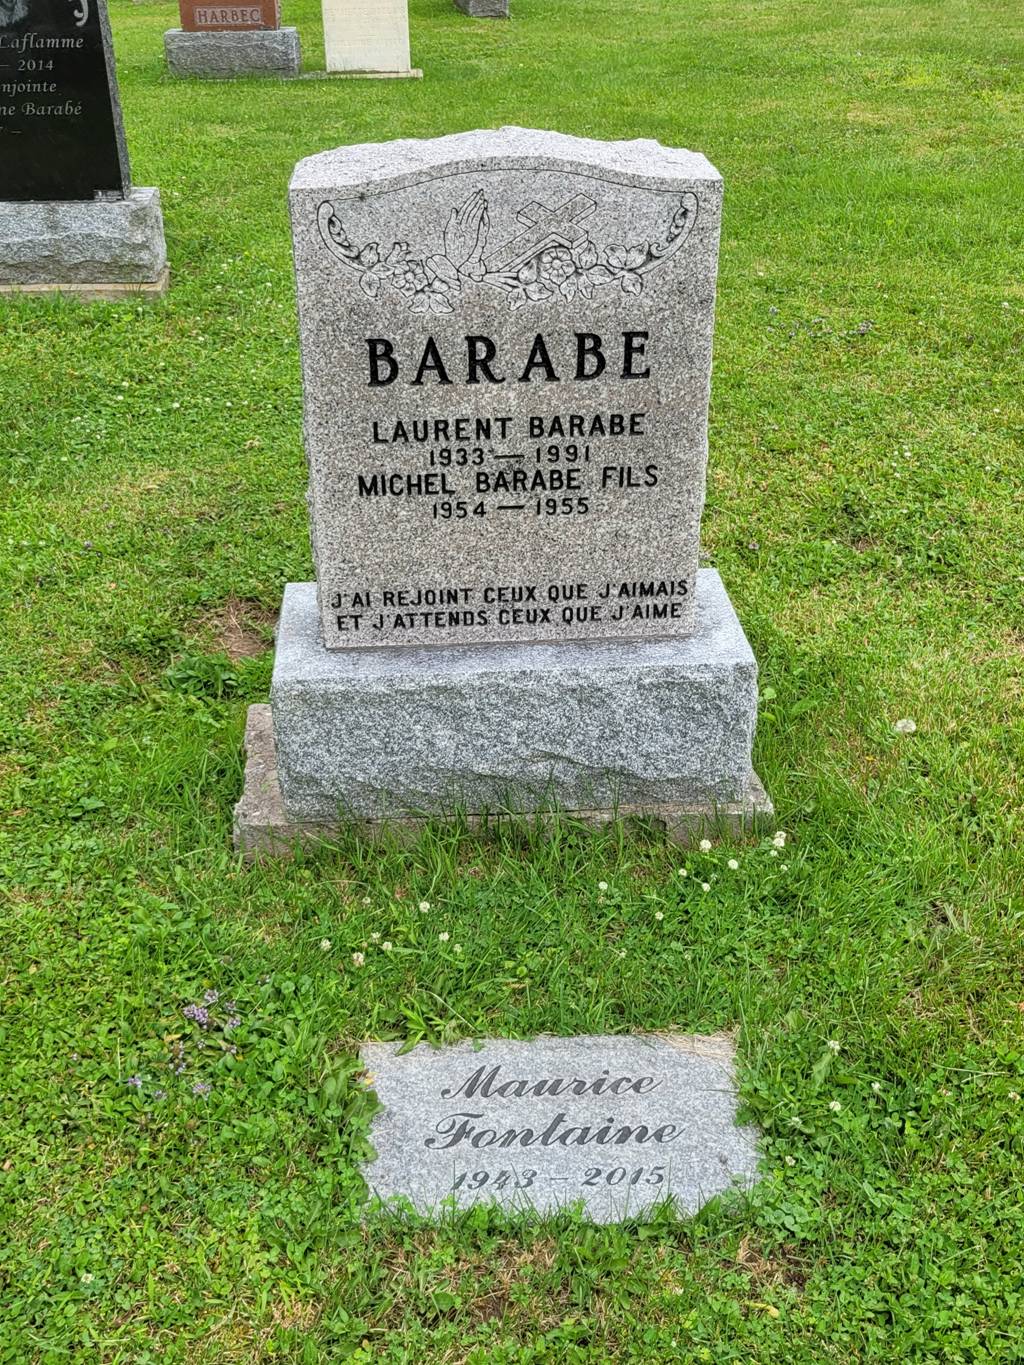 HARBEC
Laflamme
– 2014
Barabé
BARABE
LAURENT BARABE
1933 — 1991
MICHEL BARABE FILS
1954 — 1955
J'AI REJOINT CEUX QUE J'AIMAIS
ET J'ATTENDS CEUX QUE J'AIME
Maurice
Fontaine
1943 – 2015